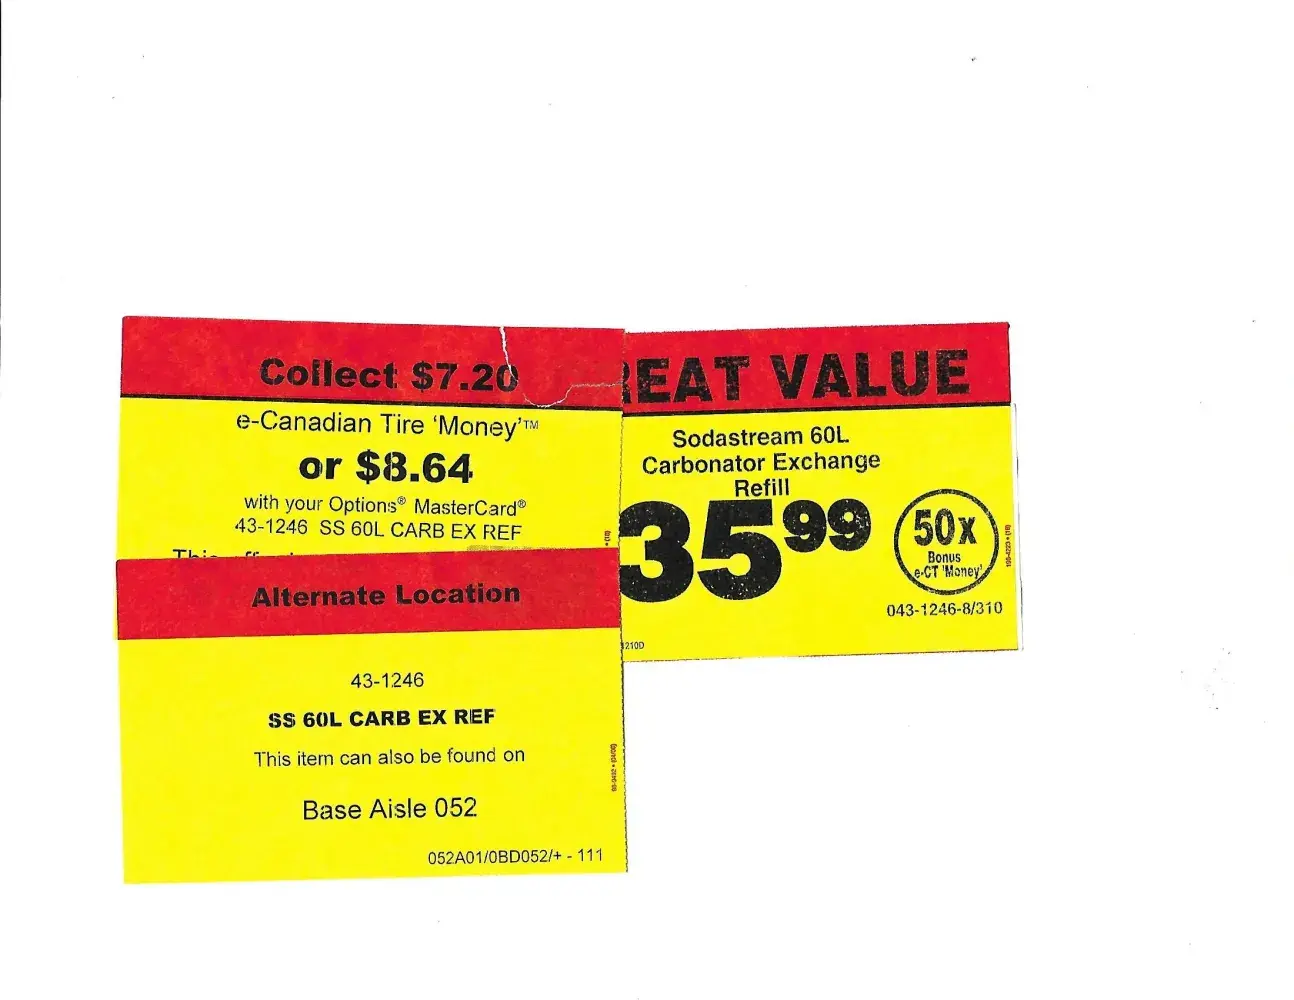 Collect $7.20
e-Canadian Tire 'Money'™
or $8.64
with your Options® MasterCard®
43-1246 SS 60L CARB EX REF
Alternate Location
43-1246
SS 60L CARB EX REF
This item can also be found on
Base Aisle 052
052A01/0BD052/+ - 111
EAT VALUE
Sodastream 60L
Carbonator Exchange
Refill
35 99
50x
Bonus
e-CT 'Money'
043-1246-8/310
210D